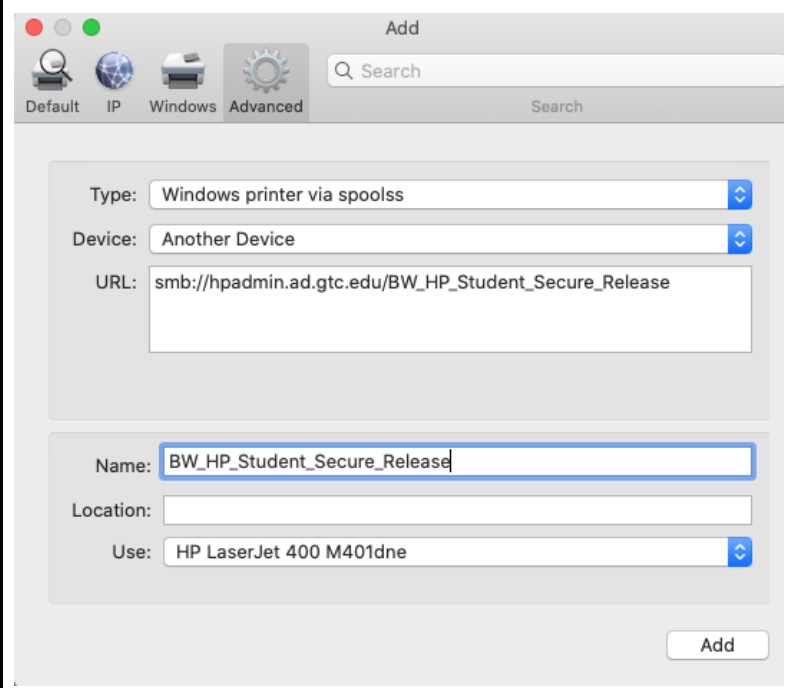 Add
Default IP Windows Advanced Search
Search
Type: Windows printer via spoolss
Device: Another Device
URL: smb://hpadmin.ad.gtc.edu/BW_HP_Student_Secure_Release
Name: BW_HP_Student_Secure_Release
Location:
Use: HP LaserJet 400 M401dne
Add